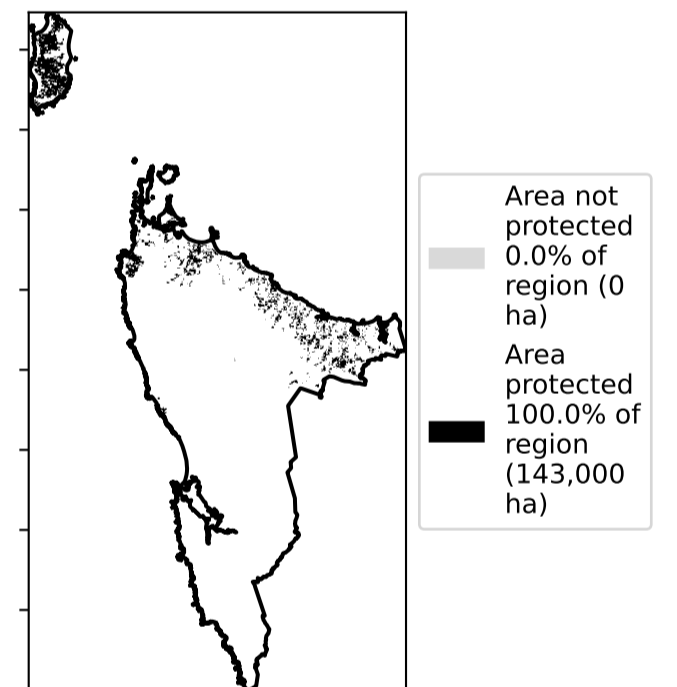 Area not
protected
0.0% of
region (0
ha)
Area
protected
100.0% of
region
(143,000
ha)